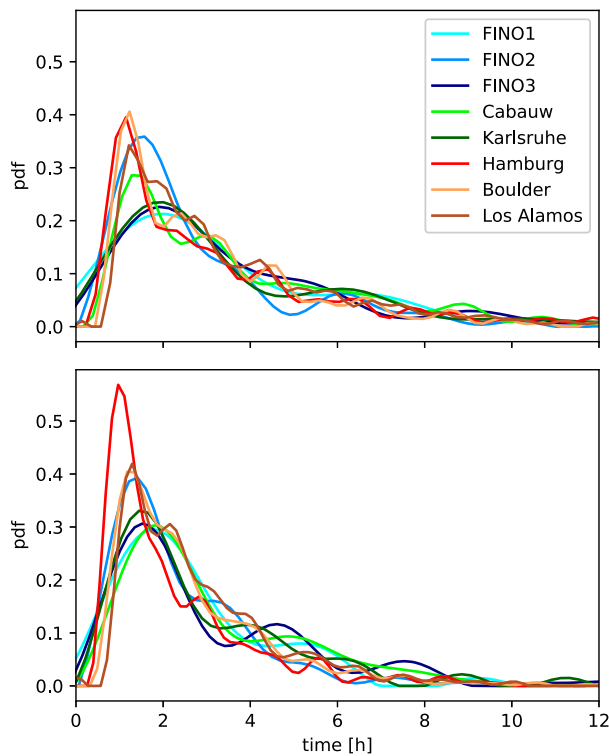 0.5
0.4
0.3
0.2
0.1
0.0
pdf
FINO1
FINO2
FINO3
Cabauw
Karlsruhe
Hamburg
Boulder
Los Alamos
0.5
0.4
0.3
0.2
0.1
0.0
pdf
0 2 4 6 8 10 12
time [h]